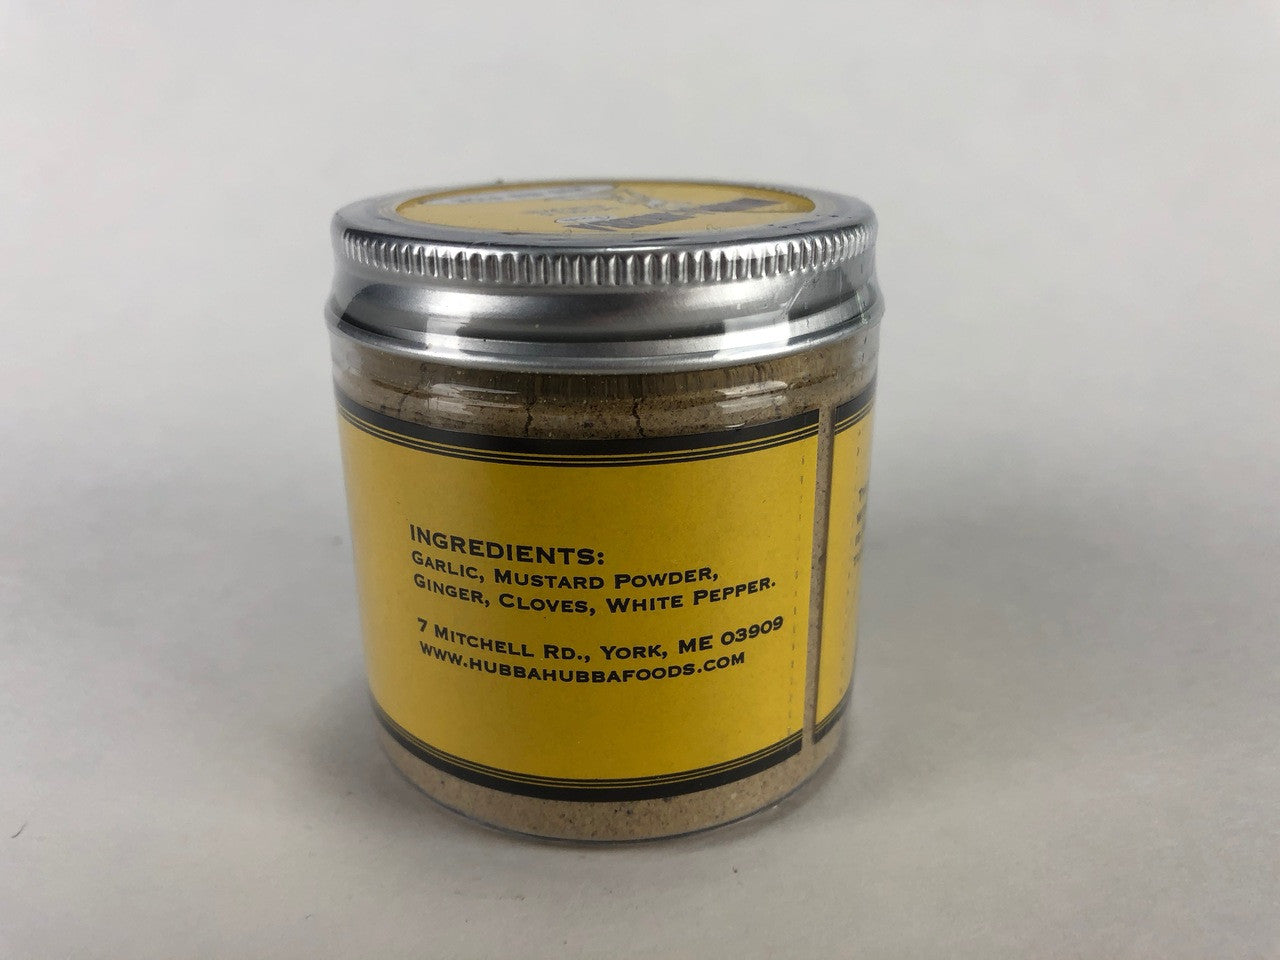 INGREDIENTS:
GARLIC, MUSTARD POWDER,
GINGER, CLOVES, WHITE PEPPER.
7 MITCHELL RD., YORK, ME 03909
WWW.HUBBAHUBBAFOODS.COM